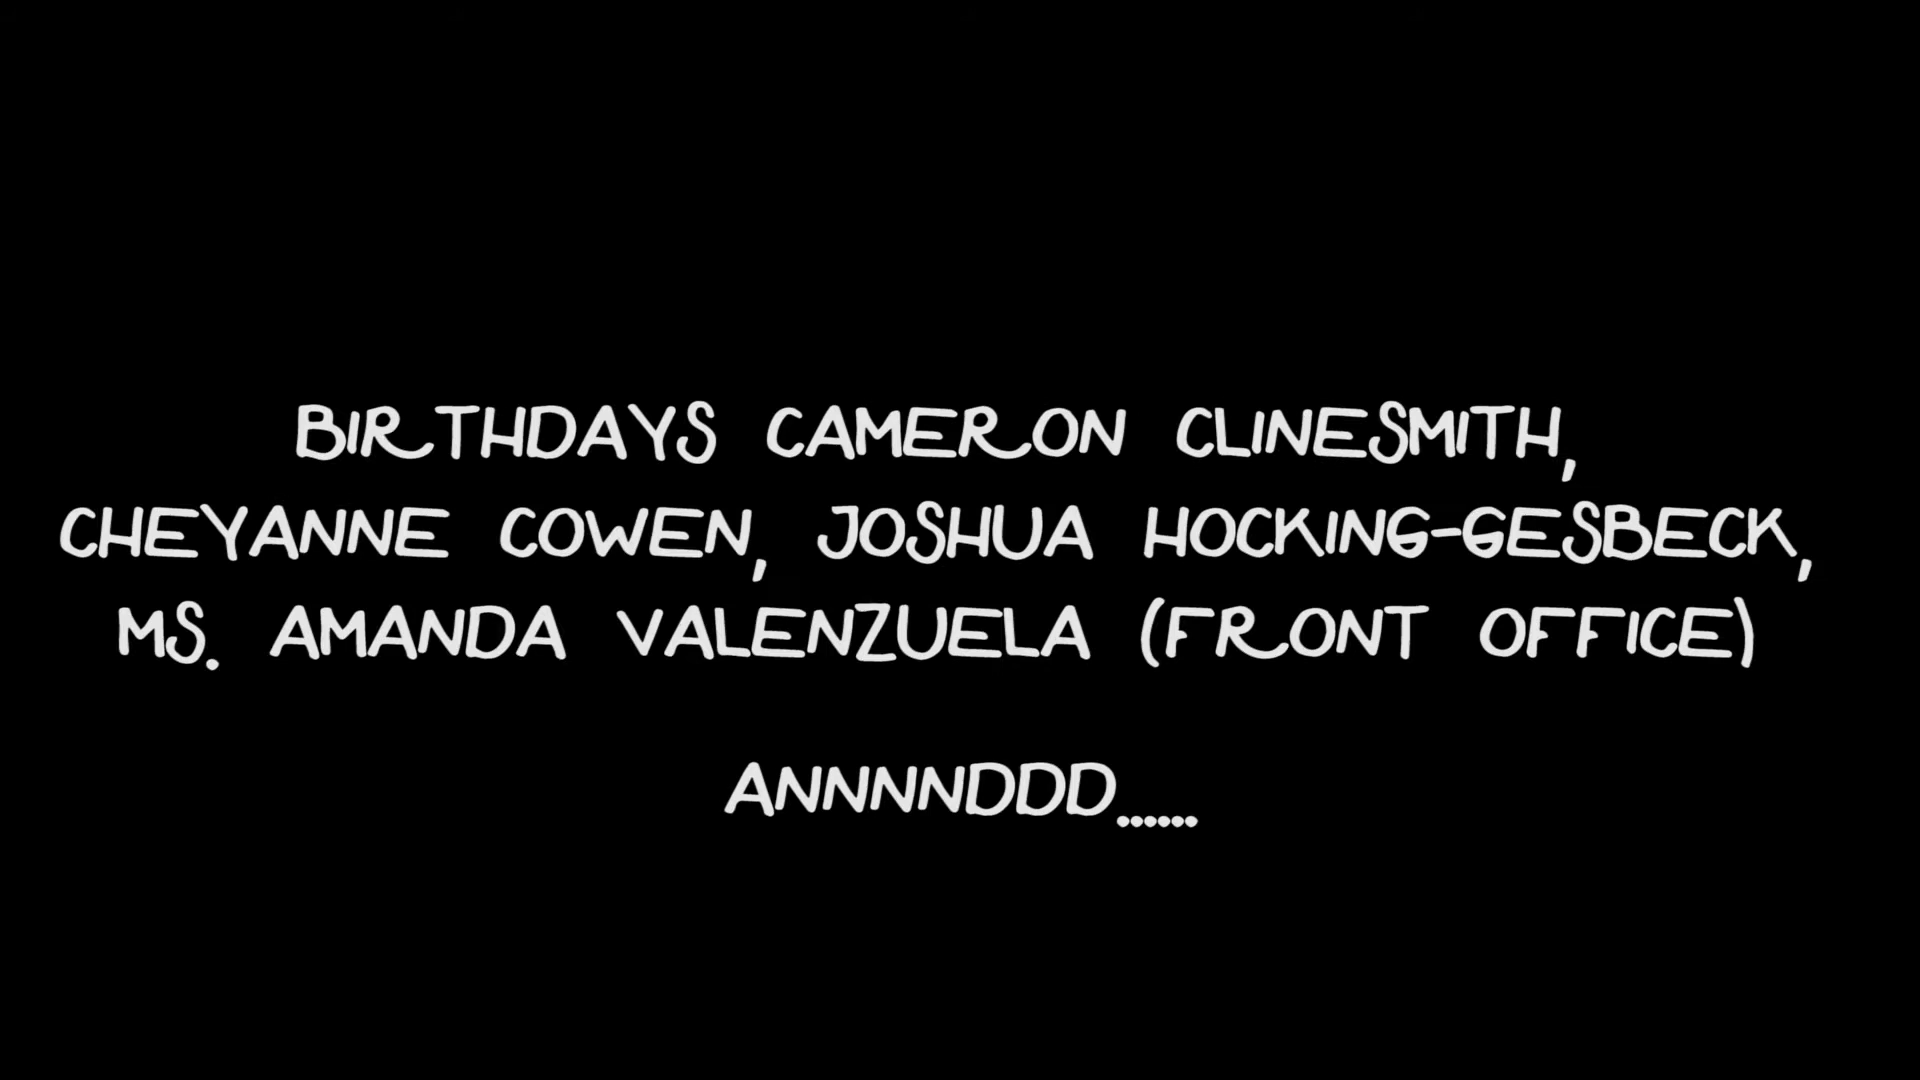 BIRTHDAYS CAMERON CLINESMITH,
CHEYANNE COWEN, JOSHUA HOCKING-GESBECK,
MS. AMANDA VALENZUELA (FRONT OFFICE)
ANNNNDDD......